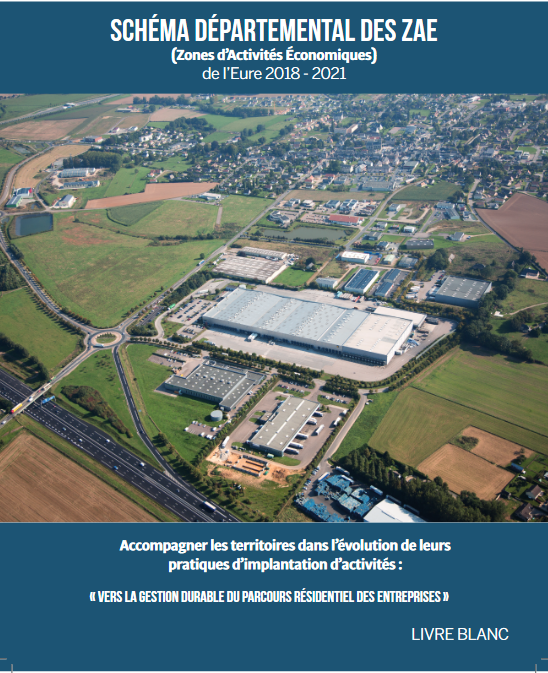 SCHÉMA DÉPARTEMENTAL DES ZAE
(Zones d'Activités Économiques)
de l'Eure 2018 - 2021
Accompagner les territoires dans l'évolution de leurs
pratiques d'implantation d'activités :
« VERS LA GESTION DURABLE DU PARCOURS RÉSIDENTIEL DES ENTREPRISES »
LIVRE BLANC